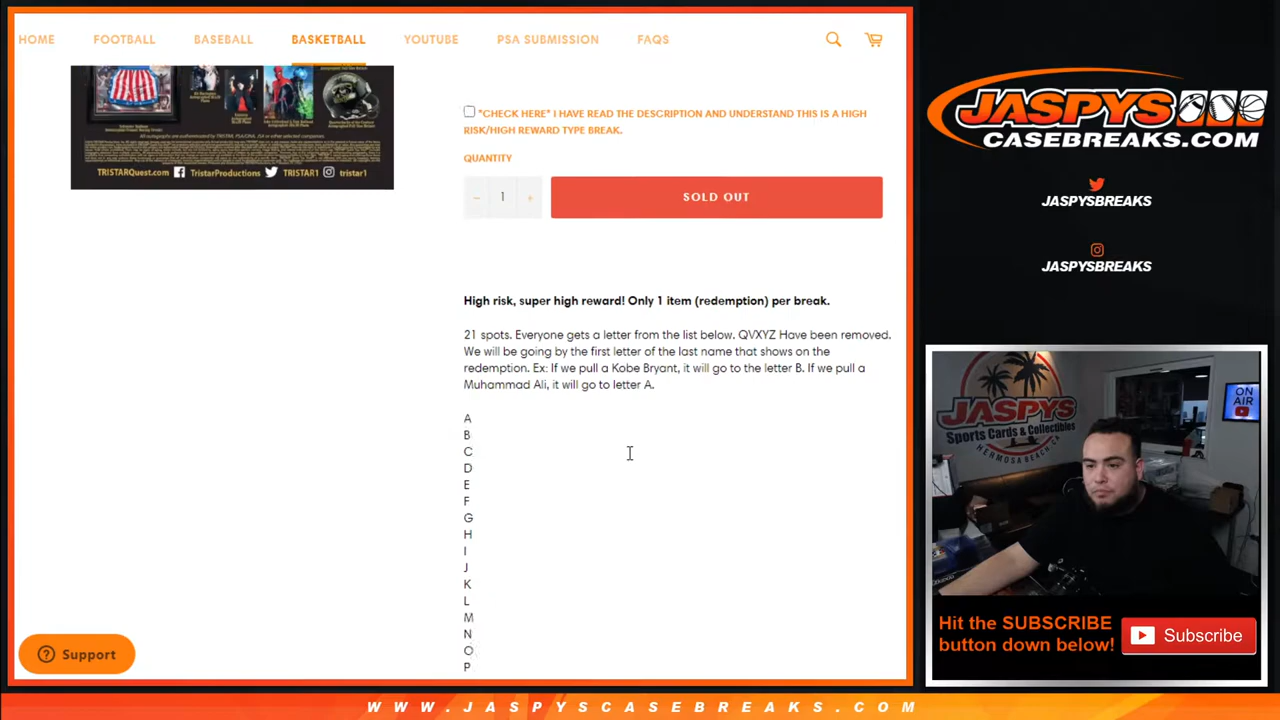 HOME FOOTBALL BASEBALL BASKETBALL YOUTUBE PSA SUBMISSION FAQS
TRISTARQuest.com TristarProductions TRISTAR1 tristar1
*CHECK HERE* I HAVE READ THE DESCRIPTION AND UNDERSTAND THIS IS A HIGH
RISK/HIGH REWARD TYPE BREAK.
QUANTITY
− 1 +
SOLD OUT
High risk, super high reward! Only 1 item (redemption) per break.
21 spots. Everyone gets a letter from the list below. QVXYZ Have been removed.
We will be going by the first letter of the last name that shows on the
redemption. Ex: If we pull a Kobe Bryant, it will go to the letter B. If we pull a
Muhammad Ali, it will go to letter A.
A
B
C
D
E
F
G
H
I
J
K
L
M
N
O
P
Support
JASPYS
CASEBREAKS.COM
JASPYSBREAKS
JASPYSBREAKS
JASPYS
Sports Cards & Collectibles
HERMOSA BEACH, CA
ON
AIR
Hit the SUBSCRIBE
button down below!
Subscribe
WWW.JASPYSCASEBREAKS.COM